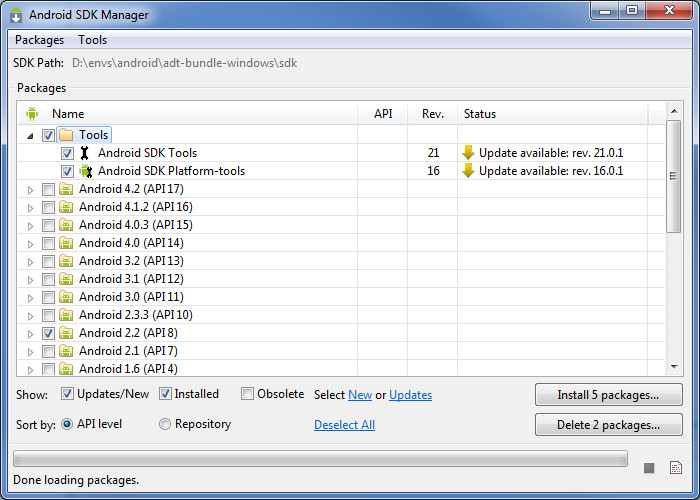 Android SDK Manager
Packages Tools
SDK Path: D:\envs\android\adt-bundle-windows\sdk
Packages
Name API Rev. Status
Tools
Android SDK Tools 21 Update available: rev. 21.0.1
Android SDK Platform-tools 16 Update available: rev. 16.0.1
Android 4.2 (API 17)
Android 4.1.2 (API 16)
Android 4.0.3 (API 15)
Android 4.0 (API 14)
Android 3.2 (API 13)
Android 3.1 (API 12)
Android 3.0 (API 11)
Android 2.3.3 (API 10)
Android 2.2 (API 8)
Android 2.1 (API 7)
Android 1.6 (API 4)
Show: Updates/New Installed Obsolete Select New or Updates Install 5 packages...
Sort by: API level Repository Deselect All Delete 2 packages...
Done loading packages.